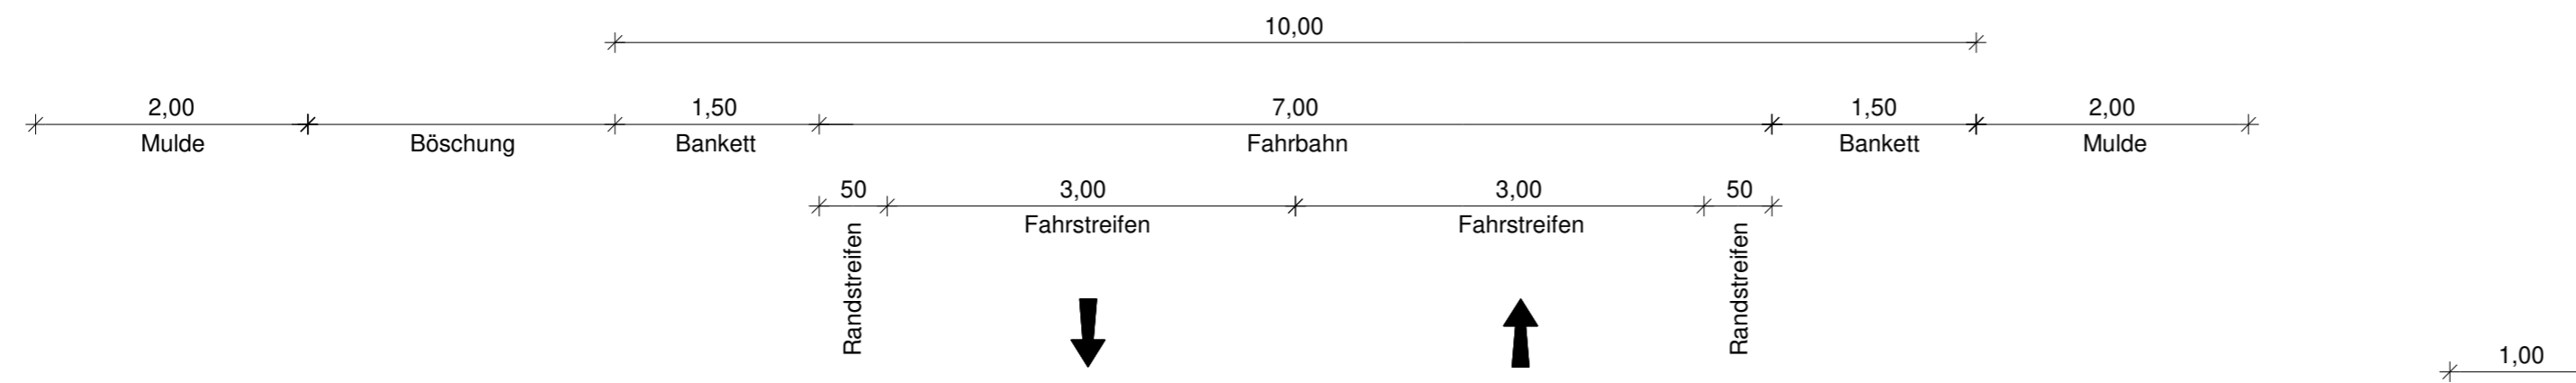 10,00
2,00 1,50 7,00 1,50 2,00
Mulde Böschung Bankett Fahrbahn Bankett Mulde
50 3,00 3,00 50
Fahrstreifen Fahrstreifen
Randstreifen Randstreifen
1,00